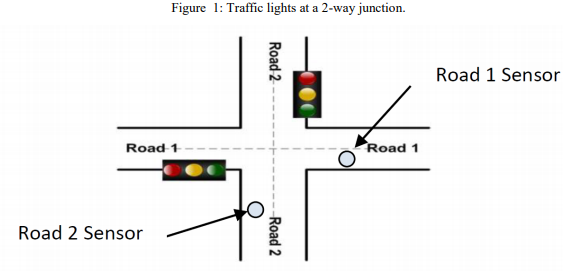 Figure 1: Traffic lights at a 2-way junction.
Road 2
Road 1 Sensor
Road 1
Road 1
Road 2 Sensor
Road 2